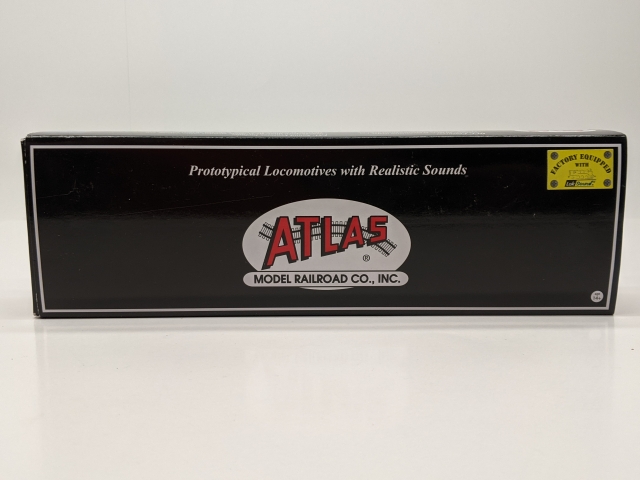 Prototypical Locomotives with Realistic Sounds
FACTORY EQUIPPED
WITH
ATLAS
®
MODEL RAILROAD CO., INC.